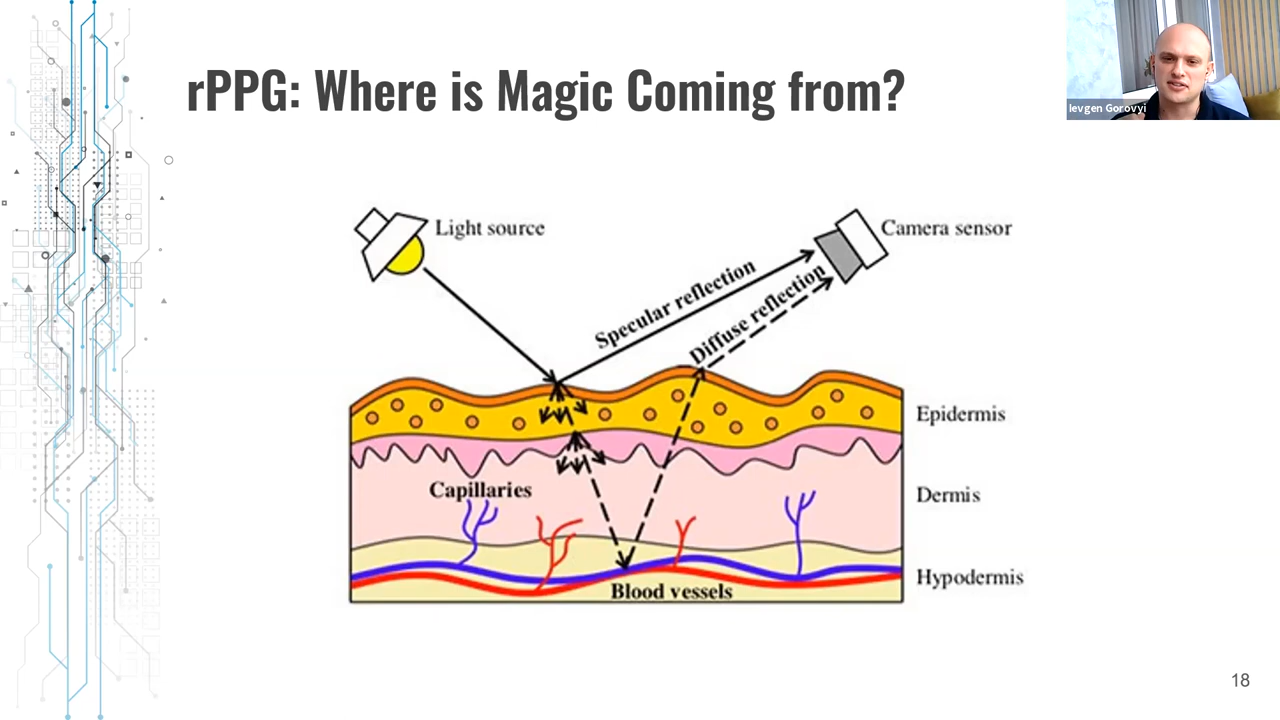 rPPG: Where is Magic Coming from?
Ievgen Gorovyi
Light source
Camera sensor
Specular reflection
Diffuse reflection
Epidermis
Capillaries
Dermis
Hypodermis
Blood vessels
18